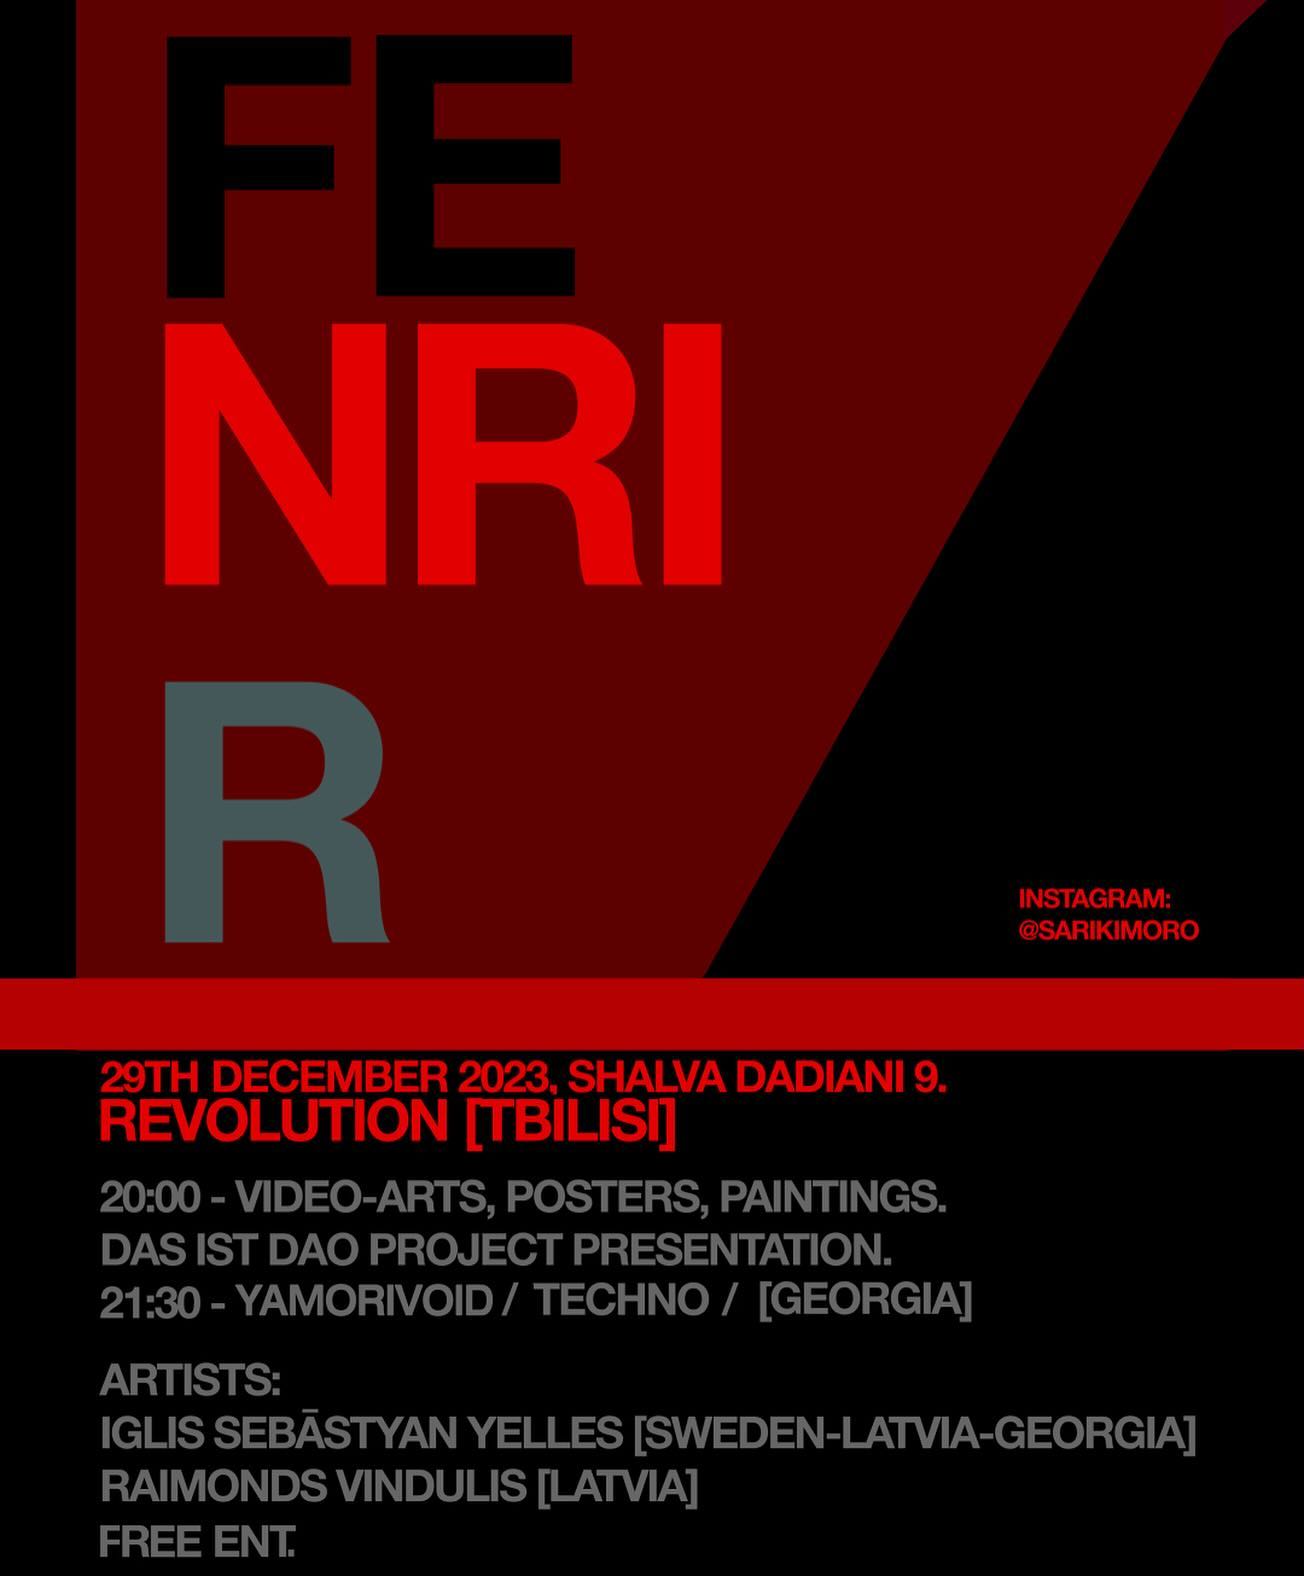 FE
NRI
R
INSTAGRAM:
@SARIKIMORO
29TH DECEMBER 2023, SHALVA DADIANI 9.
REVOLUTION [TBILISI]
20:00 - VIDEO-ARTS, POSTERS, PAINTINGS.
DAS IST DAO PROJECT PRESENTATION.
21:30 - YAMORIVOID / TECHNO / [GEORGIA]
ARTISTS:
IGLIS SEBĀSTYAN YELLES [SWEDEN-LATVIA-GEORGIA]
RAIMONDS VINDULIS [LATVIA]
FREE ENT.